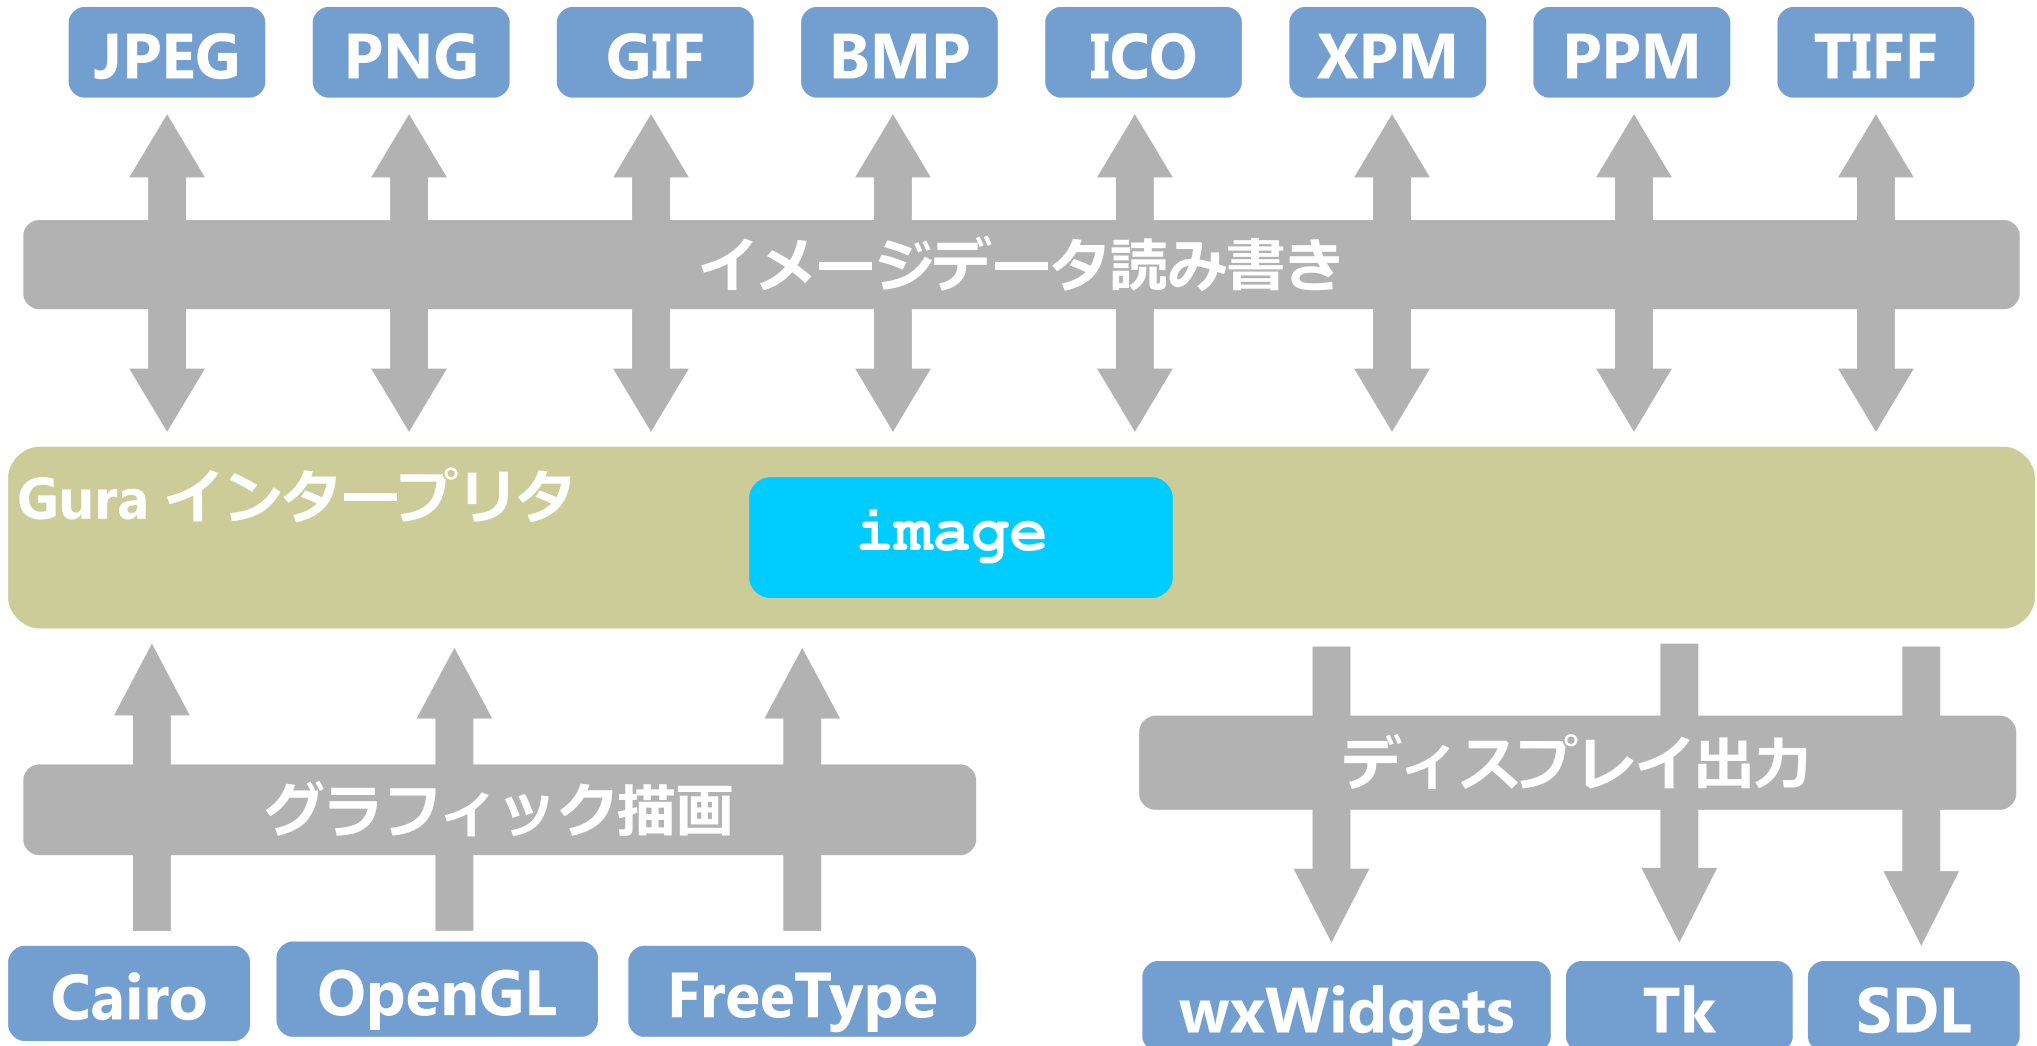 JPEG PNG GIF BMP ICO XPM PPM TIFF
イメージデータ読み書き
Gura インタープリタ
image
グラフィック描画
ディスプレイ出力
Cairo OpenGL FreeType
wxWidgets Tk SDL